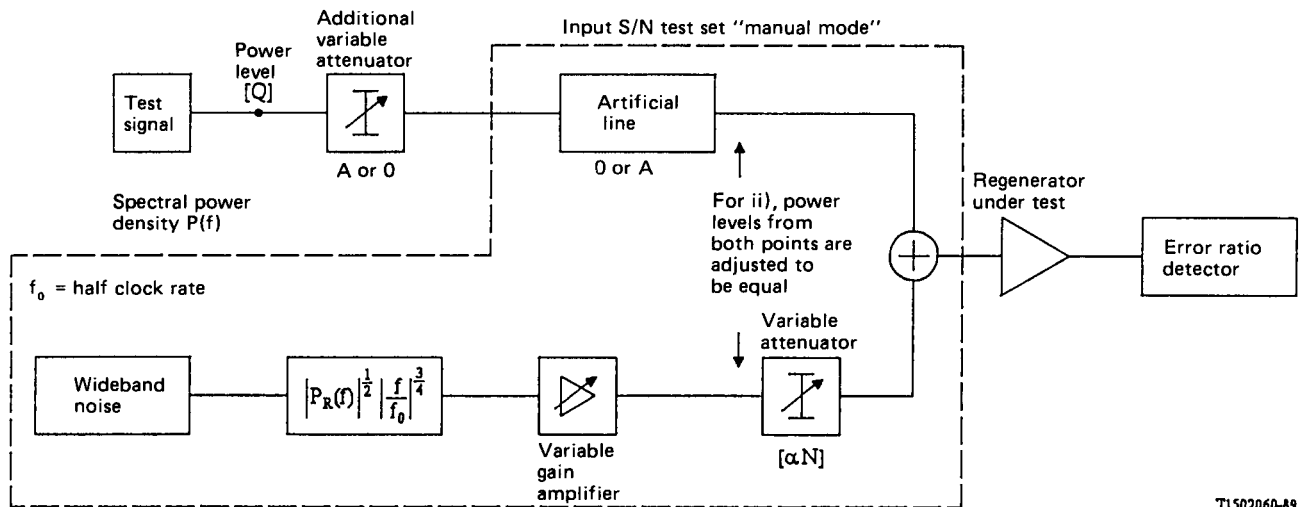 Additional
variable
attenuator
Input S/N test set "manual mode"
Power
level
[Q]
Test
signal
Artificial
line
A or 0
0 or A
Spectral power
density P(f)
For ii), power
levels from
both points are
adjusted to
be equal
Regenerator
under test
Error ratio
detector
f₀ = half clock rate
Variable
attenuator
Wideband
noise
|P_R(f)|^½ |f/f₀|^¾
[αN]
Variable
gain
amplifier
T1502060-89